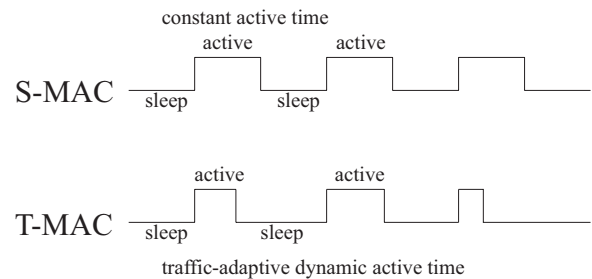 constant active time
active active
S-MAC
sleep sleep
active active
T-MAC
sleep sleep
traffic-adaptive dynamic active time